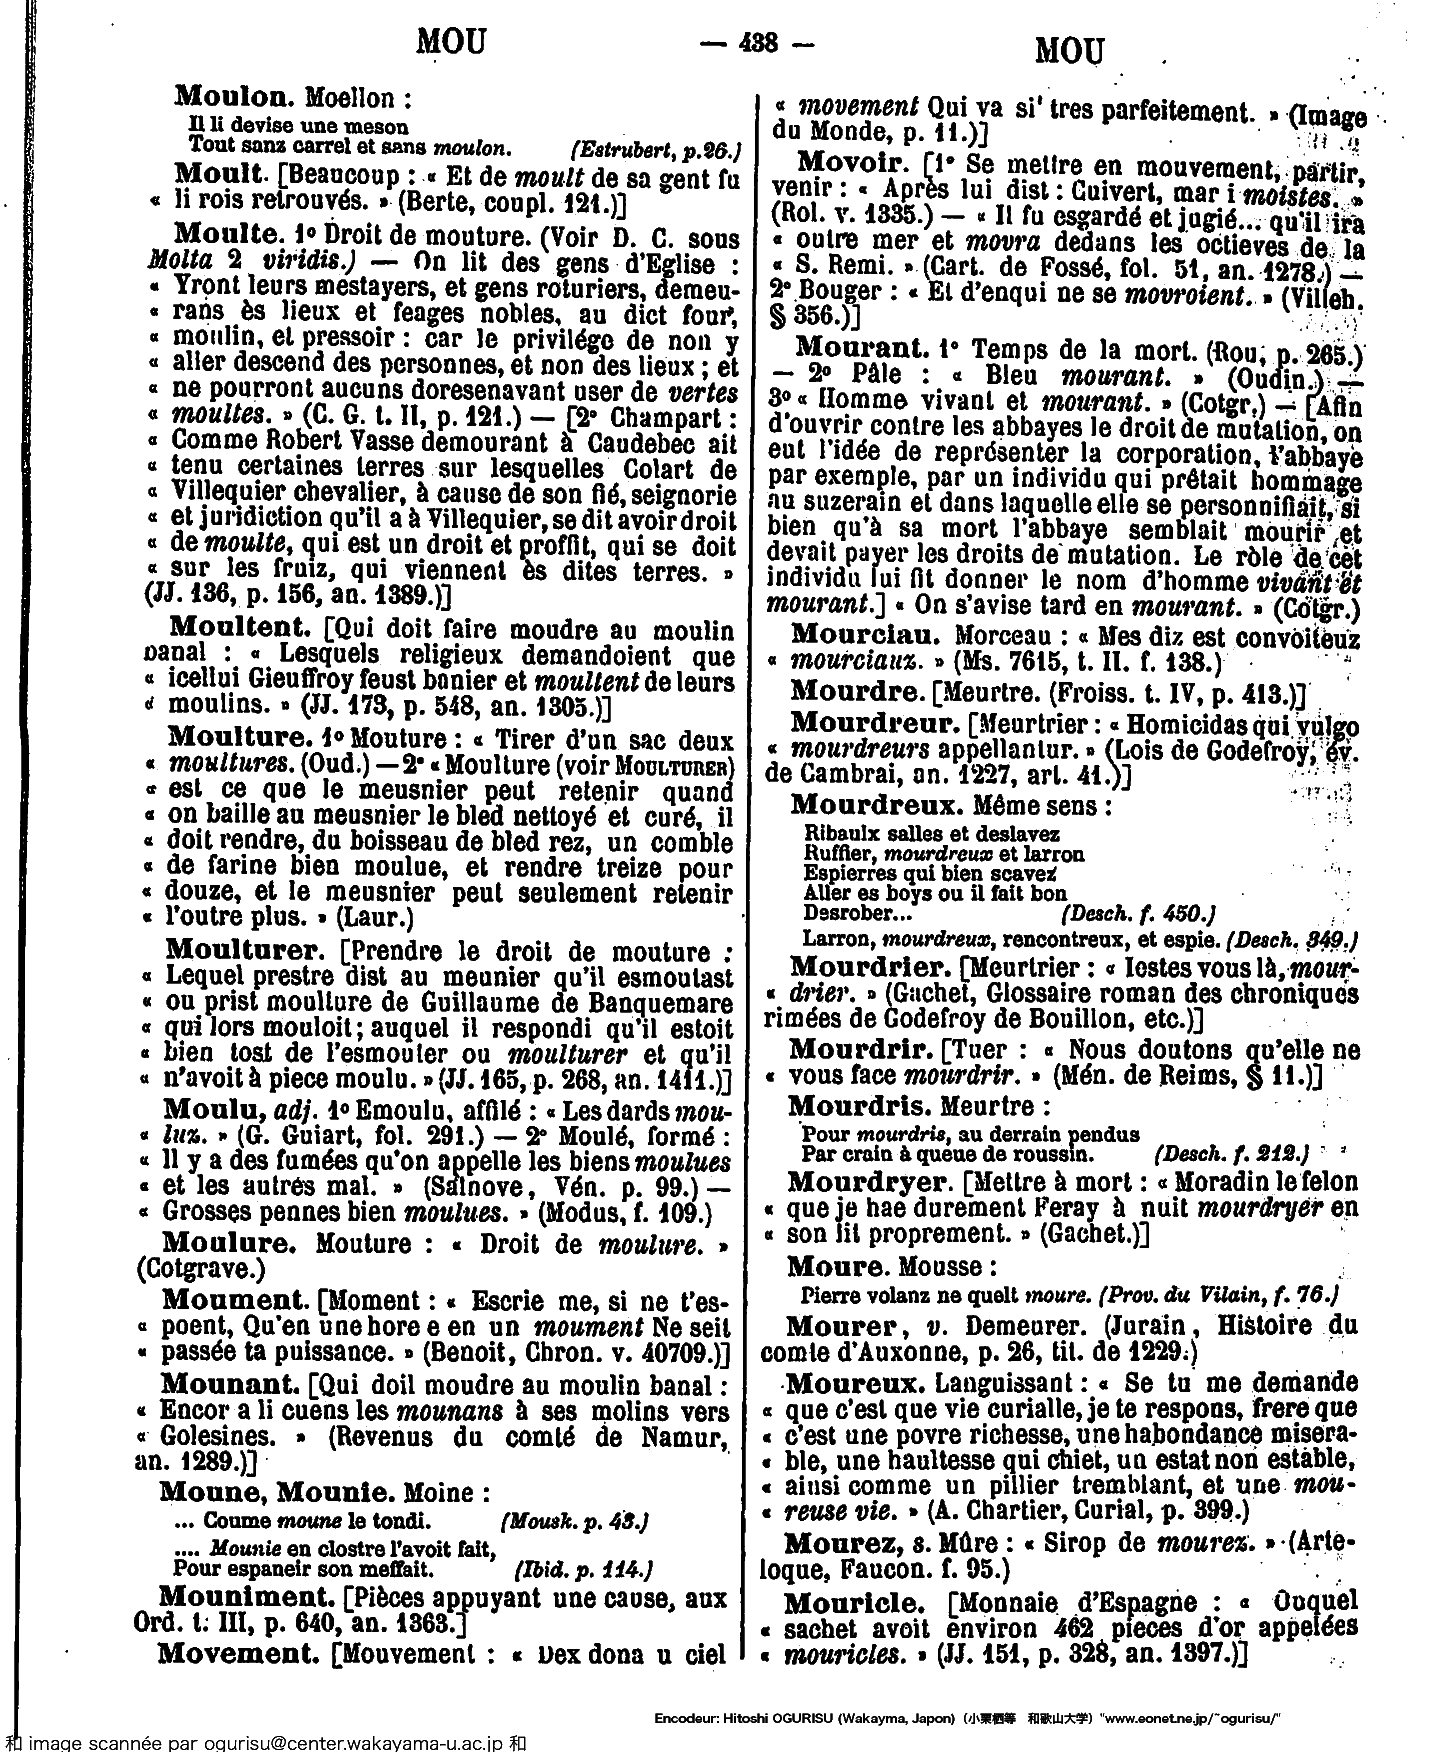 MOU
— 438 —
MOU
Moulon. Moellon :
Il li devise une meson
Tout sanz carrel et sans moulon. (Estrubert, p. 26.)
Moult. [Beaucoup : « Et de moult de sa gent fu
« li rois retrouvés. » (Berte, coupl. 121.)]
Moulte. 1º Droit de mouture. (Voir D. C. sous
Molta 2 viridis.) — On lit des gens d'Eglise :
« Yront leurs mestayers, et gens roturiers, demeu-
« rans ès lieux et feages nobles, au dict four,
« moulin, et pressoir : car le privilége de non y
« aller descend des personnes, et non des lieux ; et
« ne pourront aucuns doresenavant user de vertes
« moultes. » (C. G. t. II, p. 121.) — [2º Champart :
« Comme Robert Vasse demourant à Caudebec ait
« tenu certaines terres sur lesquelles Colart de
« Villequier chevalier, à cause de son fié, seignorie
« et juridiction qu'il a à Villequier, se dit avoir droit
« de moulte, qui est un droit et proffit, qui se doit
« sur les fruiz, qui viennent ès dites terres. »
(JJ. 136, p. 156, an. 1389.)]
Moultent. [Qui doit faire moudre au moulin
banal : « Lesquels religieux demandoient que
« icellui Gieuffroy feust banier et moultent de leurs
« moulins. » (JJ. 173, p. 548, an. 1305.)]
Moulture. 1º Mouture : « Tirer d'un sac deux
« moultures. (Oud.) — 2º « Moulture (voir MOULTURER)
« est ce que le meusnier peut retenir quand
« on baille au meusnier le bled nettoyé et curé, il
« doit rendre, du boisseau de bled rez, un comble
« de farine bien moulue, et rendre treize pour
« douze, et le meusnier peut seulement retenir
« l'outre plus. » (Laur.)
Moulturer. [Prendre le droit de mouture :
« Lequel prestre dist au meunier qu'il esmoulast
« ou prist moulture de Guillaume de Banquemare
« qui lors mouloit ; auquel il respondi qu'il estoit
« bien tost de l'esmouler ou moulturer et qu'il
« n'avoit à piece moulu. » (JJ. 165, p. 268, an. 1411.)]
Moulu, adj. 1º Emoulu, affilé : « Les dards mou-
« luz. » (G. Guiart, fol. 291.) — 2º Moulé, formé :
« Il y a des fumées qu'on appelle les biens moulues
« et les autres mal. » (Salnove, Vén. p. 99.) —
« Grosses pennes bien moulues. » (Modus, f. 109.)
Moulure. Mouture : « Droit de moulure. »
(Cotgrave.)
Moument. [Moment : « Escrie me, si ne t'es-
« poent, Qu'en une hore e en un moument Ne seit
« passée ta puissance. » (Benoit, Chron. v. 40709.)]
Mounant. [Qui doil moudre au moulin banal :
« Encor a li cuens les mounans à ses molins vers
« Golesines. » (Revenus du comté de Namur,
an. 1289.)]
Moune, Mounie. Moine :
... Coume moune le tondi. (Mousk. p. 43.)
.... Mounie en clostre l'avoit fait,
Pour espaneir son meffait. (Ibid. p. 114.)
Mouniment. [Pièces appuyant une cause, aux
Ord. t. III, p. 640, an. 1363.]
Movement. [Mouvement : « Dex dona u ciel
« movement Qui va si' tres parfeitement. » (Image
du Monde, p. 11.)]
Movoir. [1º Se mettre en mouvement, partir,
venir : « Après lui dist : Cuivert, mar i moistes. »
(Rol. v. 1335.) — « Il fu esgardé et jugié... qu'il ira
« outre mer et movra dedans les octieves de la
« S. Remi. » (Cart. de Fossé, fol. 51, an. 1278.) —
2º Bouger : « Et d'enqui ne se movroient. » (Villeh.
§ 356.)]
Mourant. 1º Temps de la mort. (Rou, p. 265.)
— 2º Pâle : « Bleu mourant. » (Oudin.) —
3º « Homme vivant et mourant. » (Cotgr.) — [Afin
d'ouvrir contre les abbayes le droit de mutation, on
eut l'idée de représenter la corporation, l'abbaye
par exemple, par un individu qui prêtait hommage
au suzerain et dans laquelle elle se personnifiait, si
bien qu'à sa mort l'abbaye semblait mourir et
devait payer les droits de mutation. Le rôle de cet
individu lui fit donner le nom d'homme vivant et
mourant.] « On s'avise tard en mourant. » (Cotgr.)
Mourciau. Morceau : « Mes diz est convoiteuz
« mourciauz. » (Ms. 7615, t. II. f. 138.)
Mourdre. [Meurtre. (Froiss. t. IV, p. 413.)]
Mourdreur. [Meurtrier : « Homicidas qui vulgo
« mourdreurs appellantur. » (Lois de Godefroy, év.
de Cambrai, an. 1227, art. 41.)]
Mourdreux. Même sens :
Ribaulx salles et deslavez
Ruffier, mourdreux et larron
Espierres qui bien scavez
Aller es boys ou il fait bon
Desrober... (Desch. f. 450.)
Larron, mourdreux, rencontreux, et espie. (Desch. 349.)
Mourdrier. [Meurtrier : « Iestes vous là, mour-
« drier. » (Gachet, Glossaire roman des chroniques
rimées de Godefroy de Bouillon, etc.)]
Mourdrir. [Tuer : « Nous doutons qu'elle ne
« vous face mourdrir. » (Mén. de Reims, § 11.)]
Mourdris. Meurtre :
Pour mourdris, au derrain pendus
Par crain à queue de roussin. (Desch. f. 212.)
Mourdryer. [Mettre à mort : « Moradin le felon
« que je hae durement Feray à nuit mourdryer en
« son lit proprement. » (Gachet.)]
Moure. Mousse :
Pierre volanz ne quelt moure. (Prov. du Vilain, f. 76.)
Mourer, v. Demeurer. (Jurain, Histoire du
comte d'Auxonne, p. 26, tit. de 1229.)
Moureux. Languissant : « Se tu me demande
« que c'est que vie curialle, je te respons, frere que
« c'est une povre richesse, une habondance misera-
« ble, une haultesse qui chiet, un estat non estable,
« ainsi comme un pillier tremblant, et une mou-
« reuse vie. » (A. Chartier, Curial, p. 399.)
Mourez, s. Mûre : « Sirop de mourez. » (Arte-
loque, Faucon. f. 95.)
Mouricle. [Monnaie d'Espagne : « Ouquel
« sachet avoit environ 462 pieces d'or appelées
« mouricles. » (JJ. 151, p. 328, an. 1397.)]
Encodeur: Hitoshi OGURISU (Wakayma, Japon) (小栗栖等 和歌山大学) "www.eonet.ne.jp/~ogurisu/"
和 image scannée par ogurisu@center.wakayama-u.ac.jp 和